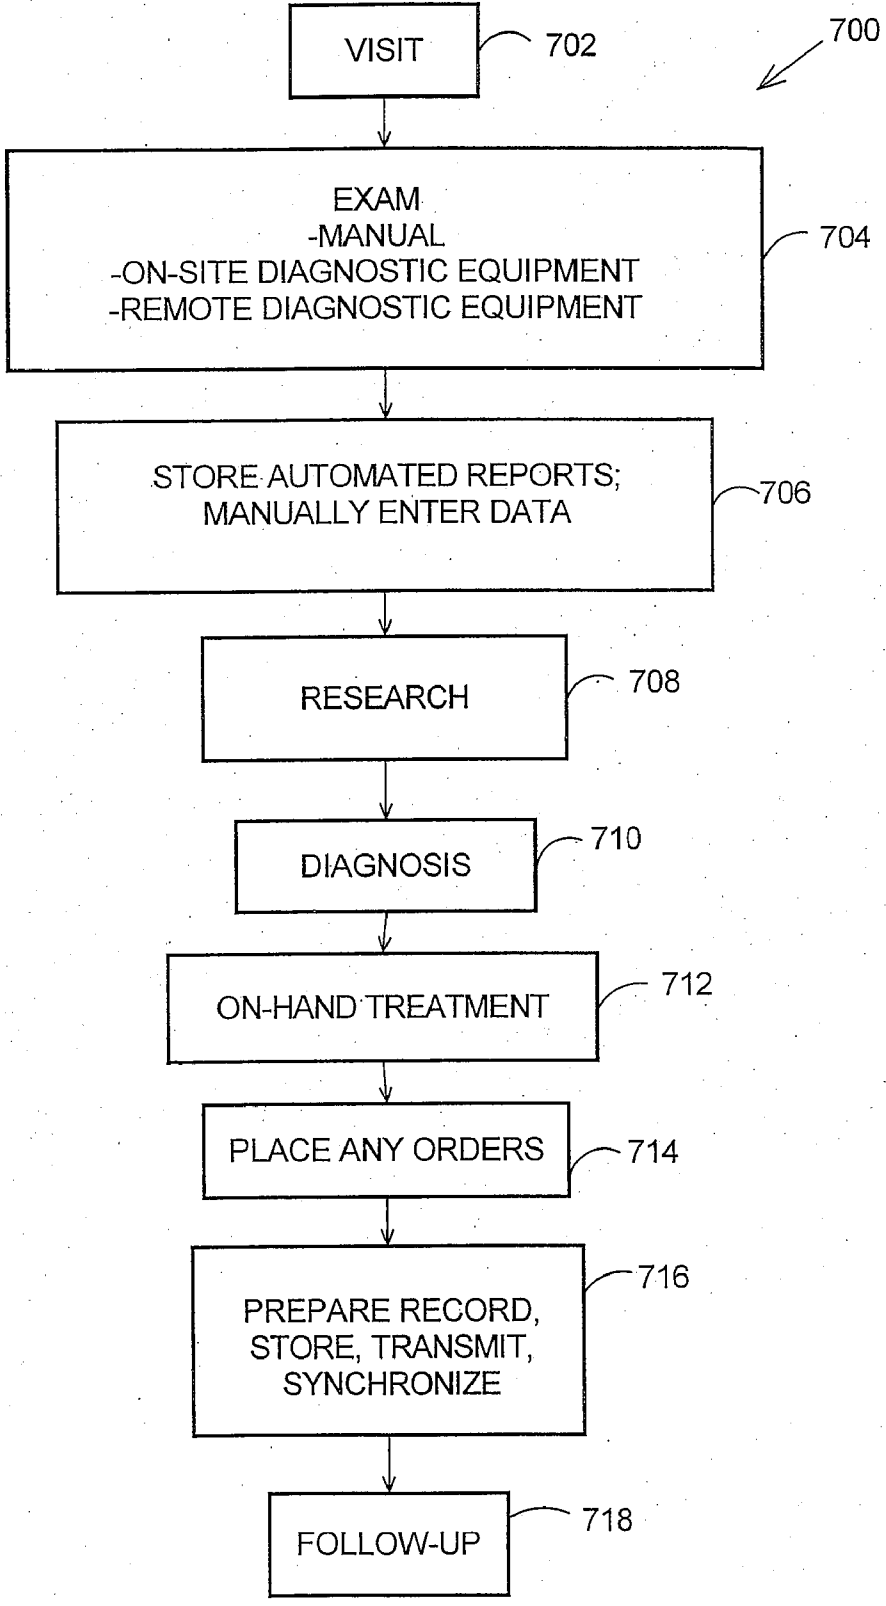 VISIT
702
700
EXAM
-MANUAL
-ON-SITE DIAGNOSTIC EQUIPMENT
-REMOTE DIAGNOSTIC EQUIPMENT
704
STORE AUTOMATED REPORTS;
MANUALLY ENTER DATA
706
RESEARCH
708
DIAGNOSIS
710
ON-HAND TREATMENT
712
PLACE ANY ORDERS
714
PREPARE RECORD,
STORE, TRANSMIT,
SYNCHRONIZE
716
FOLLOW-UP
718